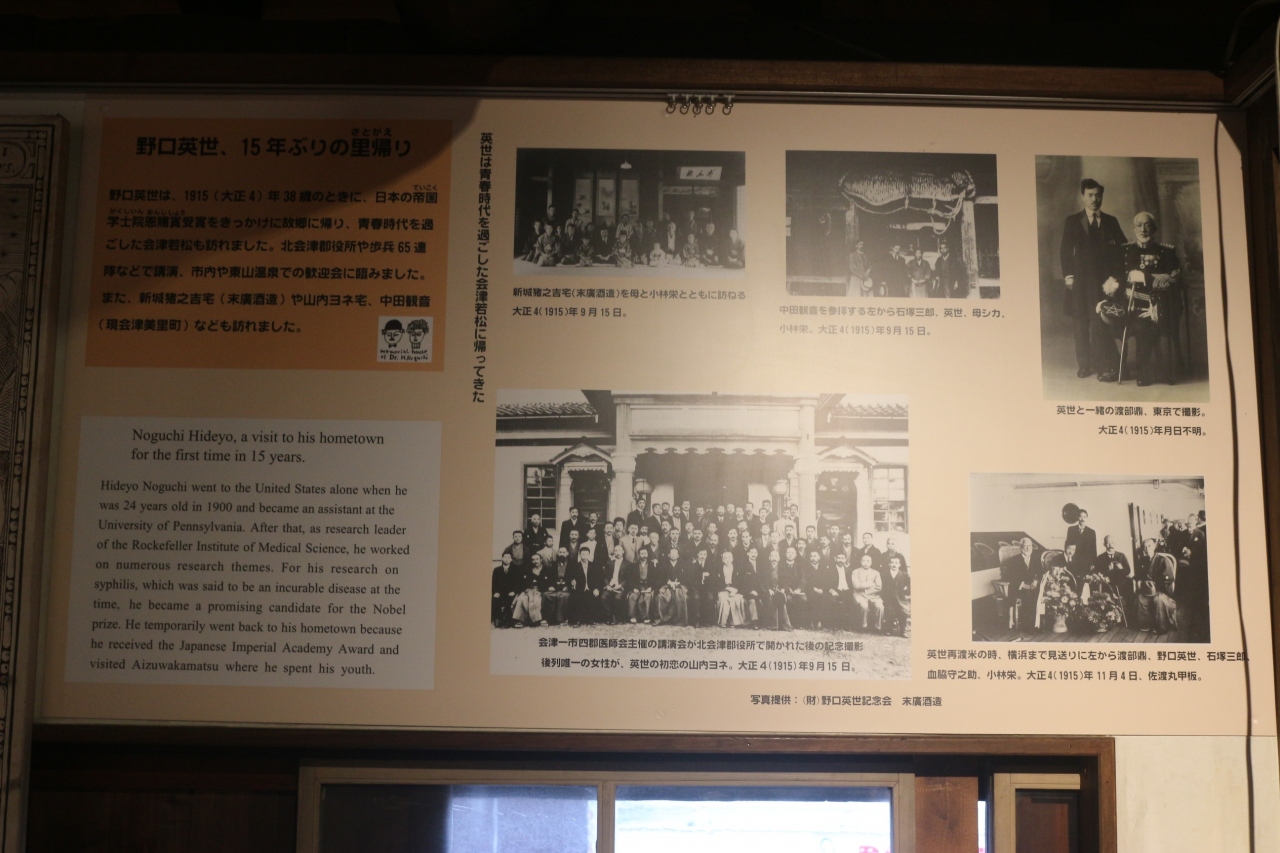 野口英世、15年ぶりの里帰り
さとがえ
野口英世は、1915（大正4）年38歳のときに、日本の帝国
ていこく
学士院恩賜賞受賞をきっかけに故郷に帰り、青春時代を過
がくしいん おんししょう
ごした会津若松も訪れました。北会津郡役所や歩兵65連
隊などで講演、市内や東山温泉での歓迎会に臨みました。
また、新城猪之吉宅（末廣酒造）や山内ヨネ宅、中田観音
（現会津美里町）なども訪れました。
memorial house
of Dr. H.Noguchi
Noguchi Hideyo, a visit to his hometown
for the first time in 15 years.
Hideyo Noguchi went to the United States alone when he
was 24 years old in 1900 and became an assistant at the
University of Pennsylvania. After that, as research leader
of the Rockefeller Institute of Medical Science, he worked
on numerous research themes. For his research on
syphilis, which was said to be an incurable disease at the
time, he became a promising candidate for the Nobel
prize. He temporarily went back to his hometown because
he received the Japanese Imperial Academy Award and
visited Aizuwakamatsu where he spent his youth.
英世は青春時代を過ごした会津若松に帰ってきた
新城猪之吉宅（末廣酒造）を母と小林栄とともに訪ねる
大正4（1915）年9月15日。
中田観音を参拝する左から石塚三郎、英世、母シカ、
小林栄。大正4（1915）年9月15日。
英世と一緒の渡部鼎、東京で撮影。
大正4（1915）年月日不明。
会津一市四郡医師会主催の講演会が北会津郡役所で開かれた後の記念撮影
後列唯一の女性が、英世の初恋の山内ヨネ。大正4（1915）年9月15日。
英世再渡米の時、横浜まで見送りに左から渡部鼎、野口英世、石塚三郎、
血脇守之助、小林栄。大正4（1915）年11月4日、佐渡丸甲板。
写真提供：（財）野口英世記念会　末廣酒造